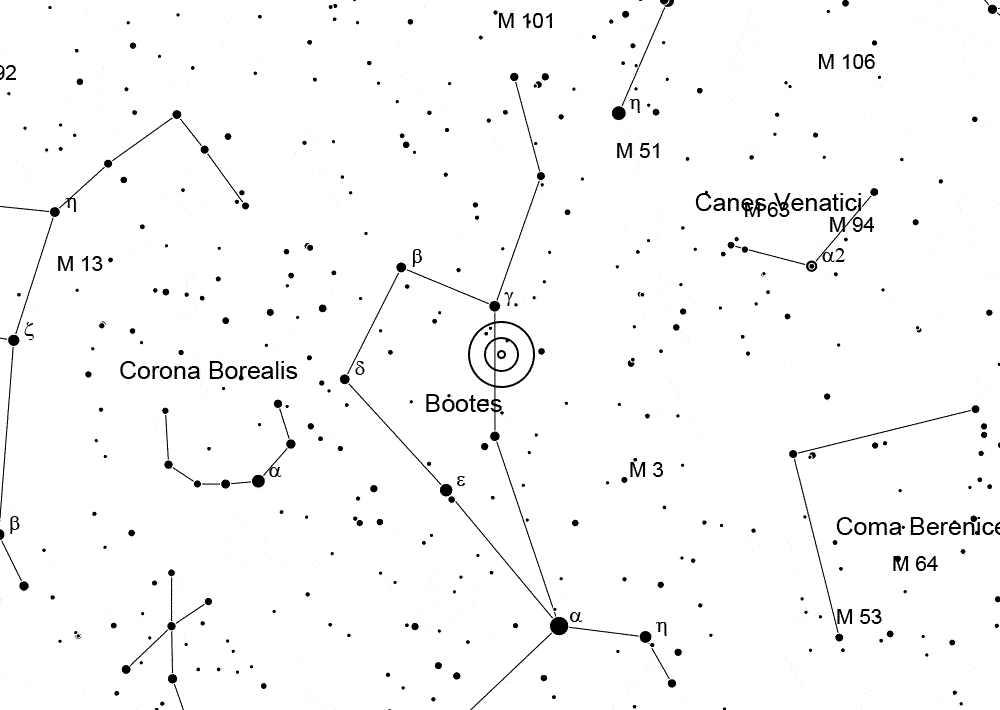 M 101
M 106
92
η
M 51
Canes Venatici
M 63
η
M 94
α2
β
M 13
γ
ζ
δ
Corona Borealis
Bootes
α
M 3
ε
β
Coma Berenice
M 64
α
M 53
η